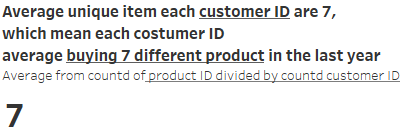 Average unique item each customer ID are 7,
which mean each costumer ID
average buying 7 different product in the last year
Average from countd of product ID divided by countd customer ID
7